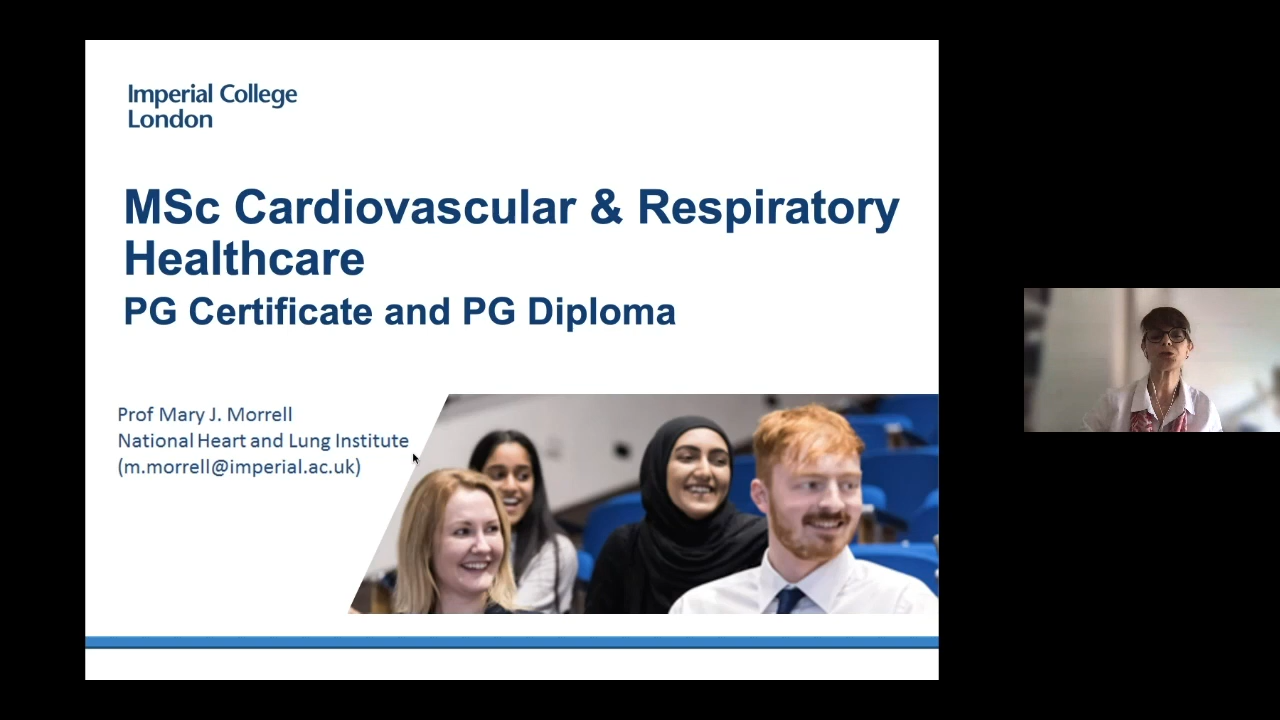 Imperial College
London
MSc Cardiovascular & Respiratory
Healthcare
PG Certificate and PG Diploma
Prof Mary J. Morrell
National Heart and Lung Institute
(m.morrell@imperial.ac.uk)